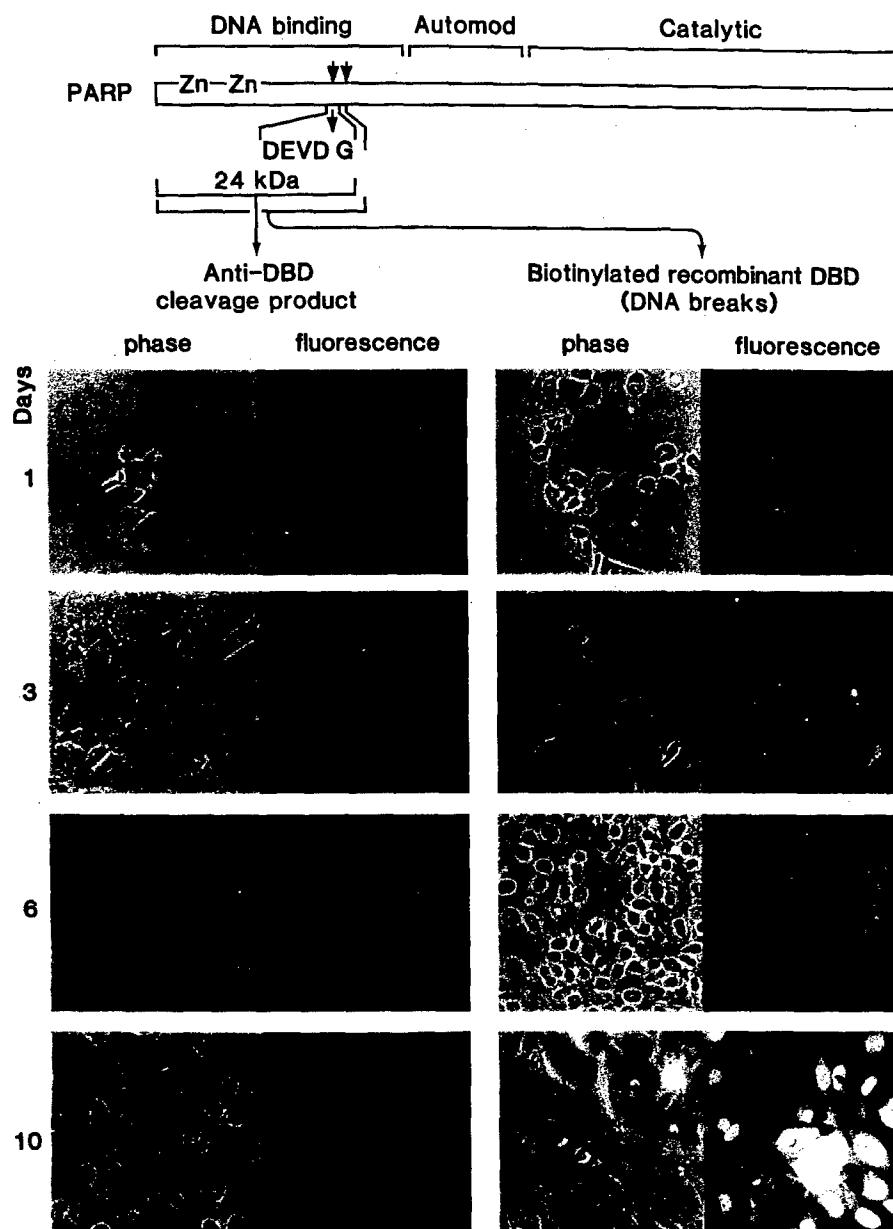 DNA binding Automod Catalytic
PARP Zn Zn
DEVD G
24 kDa
Anti-DBD
cleavage product
Biotinylated recombinant DBD
(DNA breaks)
phase fluorescence phase fluorescence
Days
1
3
6
10